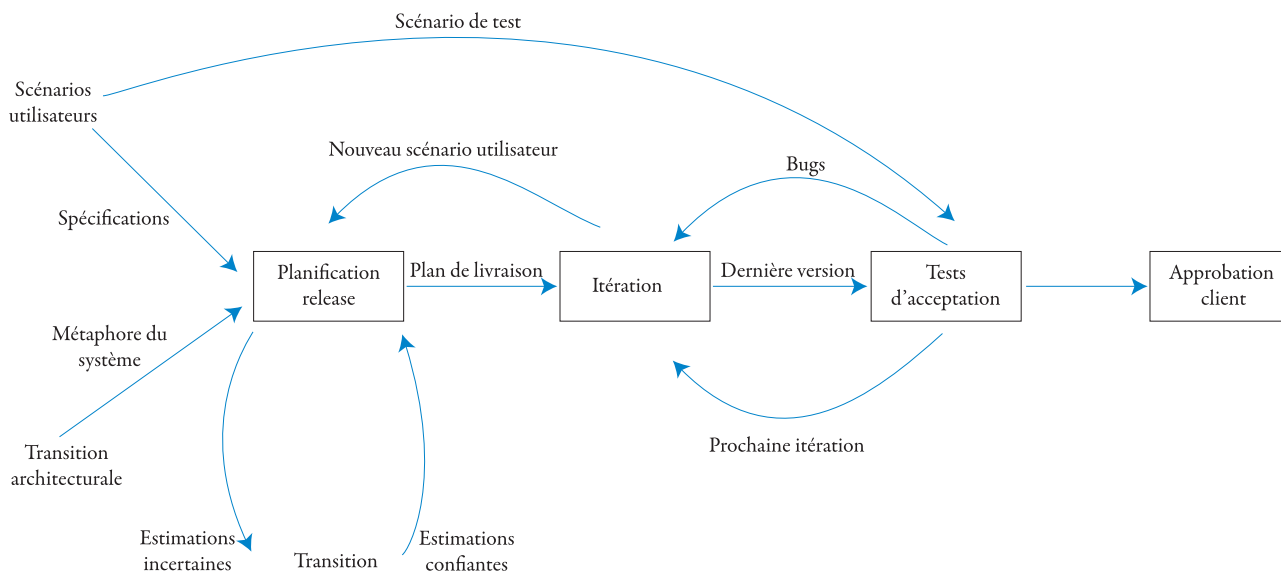 Scénario de test
Scénarios
utilisateurs
Nouveau scénario utilisateur
Bugs
Spécifications
Planification
release
Plan de livraison
Itération
Dernière version
Tests
d’acceptation
Approbation
client
Métaphore du
système
Transition
architecturale
Prochaine itération
Estimations
incertaines
Transition
Estimations
confiantes